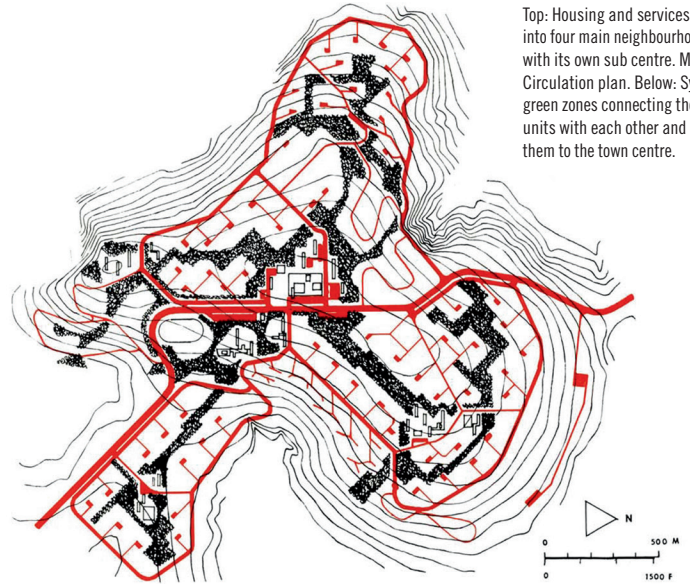 Top: Housing and services
into four main neighbourho
with its own sub centre. M
Circulation plan. Below: Sy
green zones connecting the
units with each other and
them to the town centre.
N
0 500 M
0 1500 F